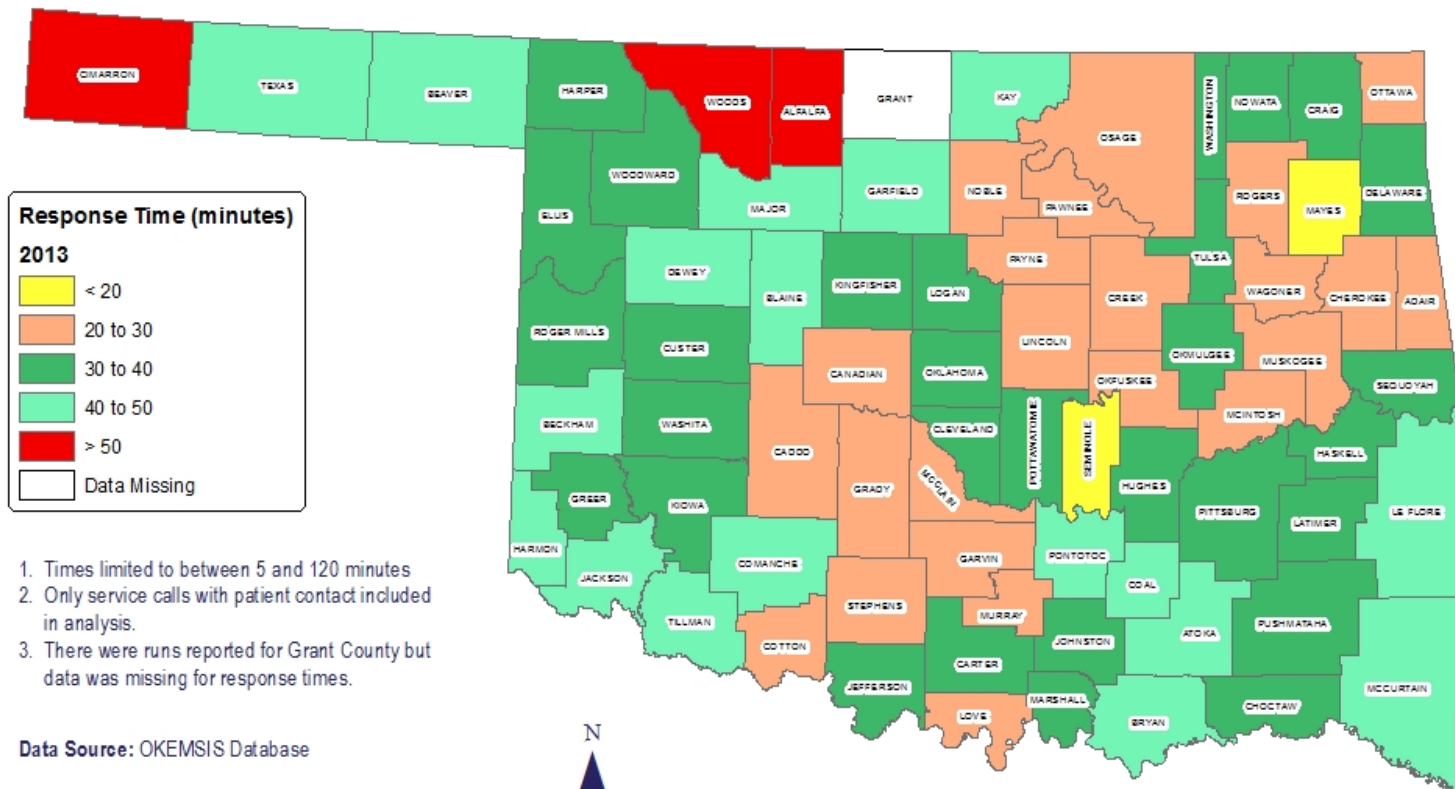 CIMARRON
TEXAS
BEAVER
HARPER
WOODS
ALFALFA
GRANT
KAY
OSAGE
WASHINGTON
NOWATA
CRAIG
OTTAWA
WOODWARD
ELLIS
MAJOR
GARFIELD
NOBLE
PAWNEE
ROGERS
MAYES
DELAWARE
Response Time (minutes)
2013
< 20
20 to 30
30 to 40
40 to 50
> 50
Data Missing
DEWEY
BLAINE
KINGFISHER
LOGAN
PAYNE
CREEK
TULSA
WAGONER
CHEROKEE
ADAIR
ROGER MILLS
CUSTER
CANADIAN
OKLAHOMA
LINCOLN
OKFUSKEE
OKMULGEE
MUSKOGEE
SEQUOYAH
BECKHAM
WASHITA
CADDO
GRADY
MCCLAIN
CLEVELAND
POTTAWATOMIE
SEMINOLE
MCINTOSH
HASKELL
HUGHES
PITTSBURG
LATIMER
LE FLORE
GREER
KIOWA
HARMON
JACKSON
COMANCHE
GARVIN
PONTOTOC
COAL
TILLMAN
COTTON
STEPHENS
MURRAY
JOHNSTON
ATOKA
PUSHMATAHA
JEFFERSON
CARTER
MARSHALL
LOVE
BRYAN
CHOCTAW
MCCURTAIN
1. Times limited to between 5 and 120 minutes
2. Only service calls with patient contact included
in analysis.
3. There were runs reported for Grant County but
data was missing for response times.
Data Source: OKEMSIS Database
N